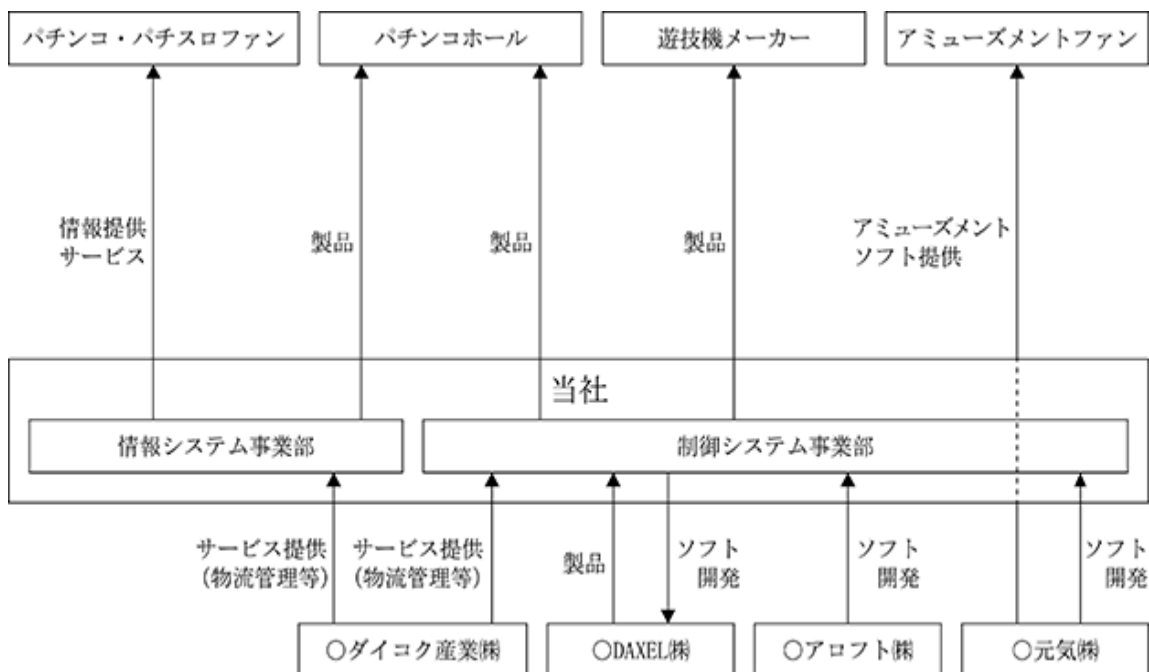 パチンコ・パチスロファン
パチンコホール
遊技機メーカー
アミューズメントファン
情報提供
サービス
製品
製品
製品
アミューズメント
ソフト提供
当社
情報システム事業部
制御システム事業部
サービス提供
(物流管理等)
サービス提供
(物流管理等)
製品
ソフト
開発
ソフト
開発
ソフト
開発
○ダイコク産業㈱
○DAXEL㈱
○アロフト㈱
○元気㈱